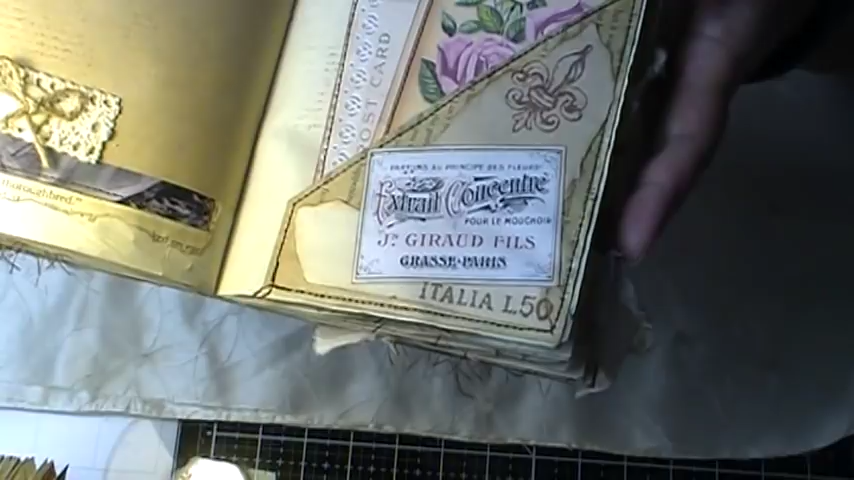 POST CARD
PARFUMS AU PRINCIPE DES FLEURS
Extrait Concentré
POUR LE MOUCHOIR
Jn GIRAUD FILS
GRASSE-PARIS
ITALIA L.50
thoroughbred."